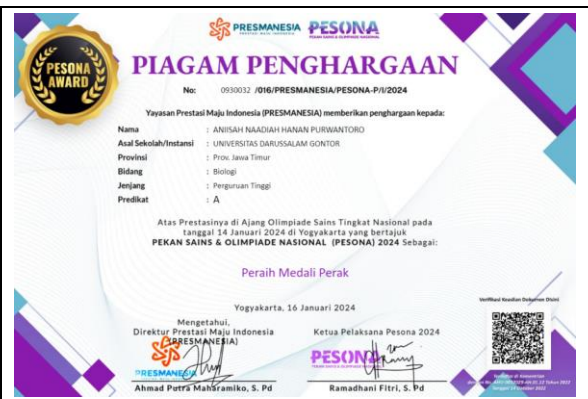 PRESMANESIA PESONA
PESONA
AWARD
PIAGAM PENGHARGAAN
No: 0930032 /016/PRESMANESIA/PESONA-P/I/2024
Yayasan Prestasi Maju Indonesia (PRESMANESIA) memberikan penghargaan kepada:
Nama : ANIISAH NAADIAH HANAN PURWANTORO
Asal Sekolah/Instansi : UNIVERSITAS DARUSSALAM GONTOR
Provinsi : Prov. Jawa Timur
Bidang : Biologi
Jenjang : Perguruan Tinggi
Predikat : A
Atas Prestasinya di Ajang Olimpiade Sains Tingkat Nasional pada
tanggal 14 Januari 2024 di Yogyakarta yang bertajuk
PEKAN SAINS & OLIMPIADE NASIONAL (PESONA) 2024 Sebagai:
Peraih Medali Perak
Yogyakarta, 16 Januari 2024
Mengetahui,
Direktur Prestasi Maju Indonesia
(PRESMANESIA)
PRESMANESIA
Ahmad Putra Maharamiko, S. Pd
Ketua Pelaksana Pesona 2024
PESONA
Ramadhani Fitri, S. Pd
Verifikasi Keaslian Dokumen Disini